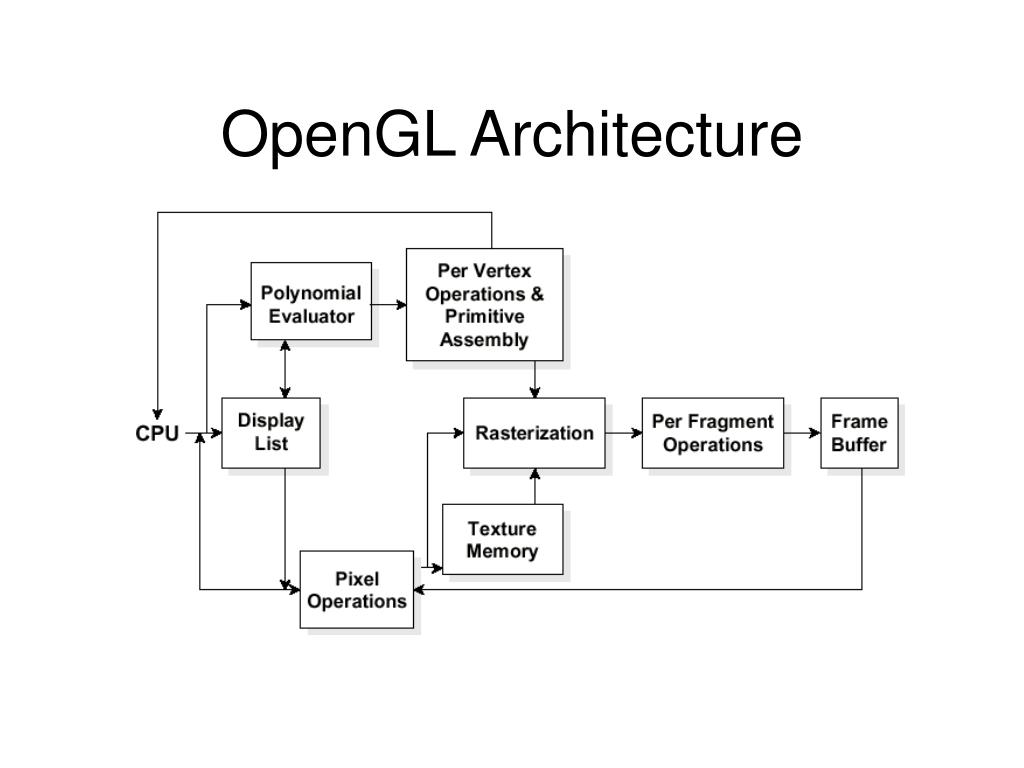 OpenGL Architecture
Polynomial
Evaluator
Per Vertex
Operations &
Primitive
Assembly
CPU
Display
List
Rasterization
Per Fragment
Operations
Frame
Buffer
Texture
Memory
Pixel
Operations